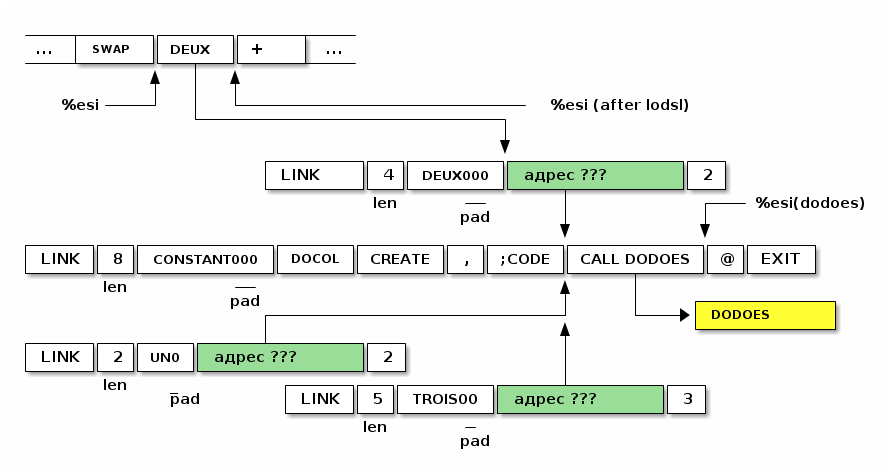 ... SWAP DEUX + ...
%esi %esi (after lodsl)
LINK 4 DEUX000 адрес ??? 2
len pad %esi(dodoes)
LINK 8 CONSTANT000 DOCOL CREATE , ;CODE CALL DODOES @ EXIT
len pad
DODOES
LINK 2 UN0 адрес ??? 2
len pad
LINK 5 TROIS00 адрес ??? 3
len pad